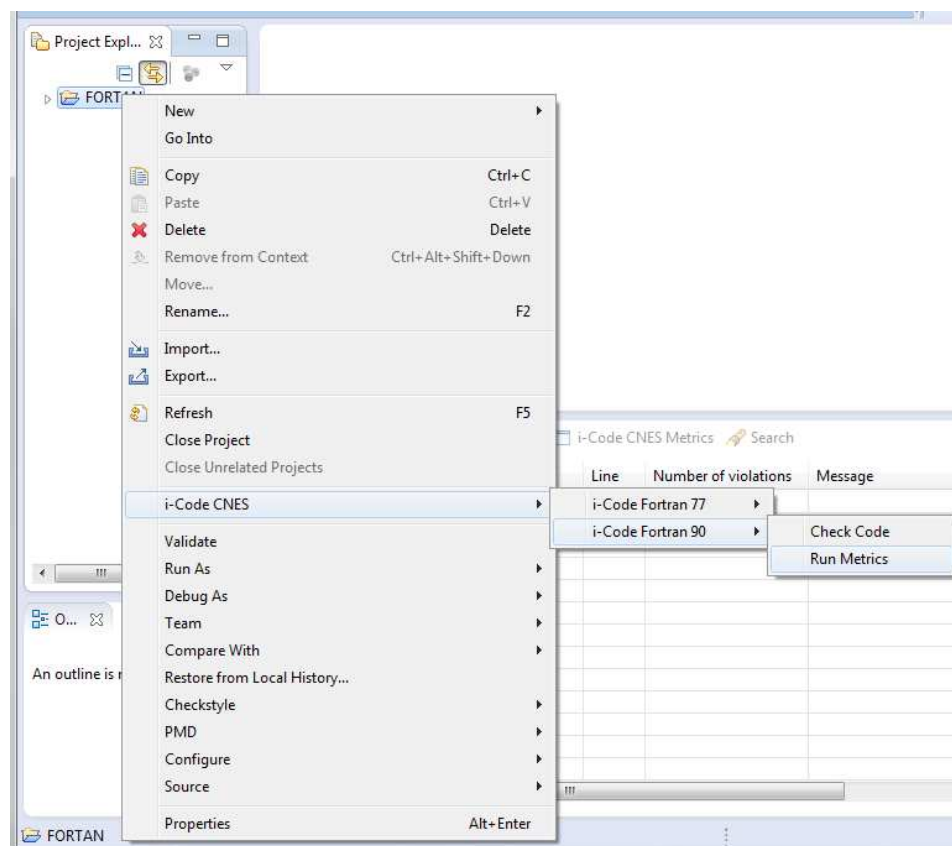 Project Expl...
FORT
New
Go Into
Copy Ctrl+C
Paste Ctrl+V
Delete Delete
Remove from Context Ctrl+Alt+Shift+Down
Move...
Rename... F2
Import...
Export...
Refresh F5
Close Project
Close Unrelated Projects
i-Code CNES Metrics Search
Line Number of violations Message
i-Code CNES
i-Code Fortran 77
i-Code Fortran 90
Check Code
Run Metrics
Validate
Run As
Debug As
Team
Compare With
Restore from Local History...
Checkstyle
PMD
Configure
Source
Properties Alt+Enter
O...
An outline is
FORTAN